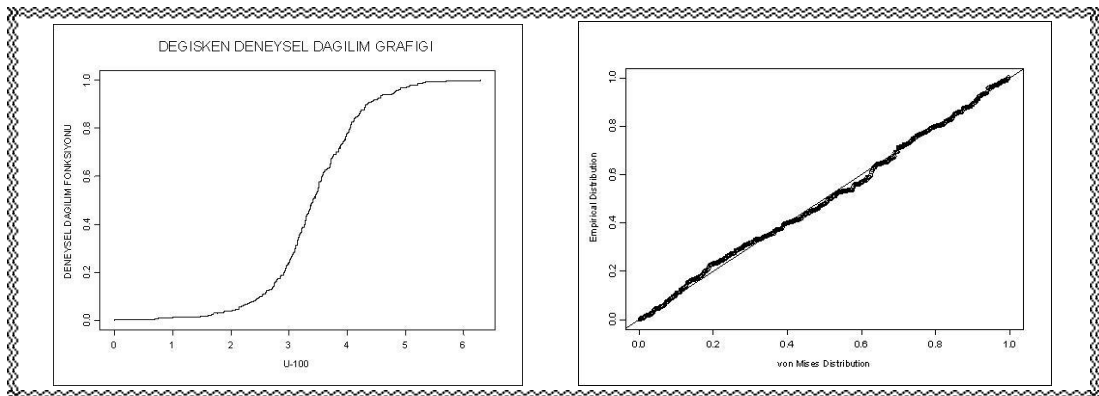 DEGISKEN DENEYSEL DAGILIM GRAFIGI
DENEYSEL DAGILIM FONKSIYONU
1.0
0.8
0.6
0.4
0.2
0.0
0 1 2 3 4 5 6
U-100
Empirical Distribution
1.0
0.8
0.6
0.4
0.2
0.0
0.0 0.2 0.4 0.6 0.8 1.0
von Mises Distribution